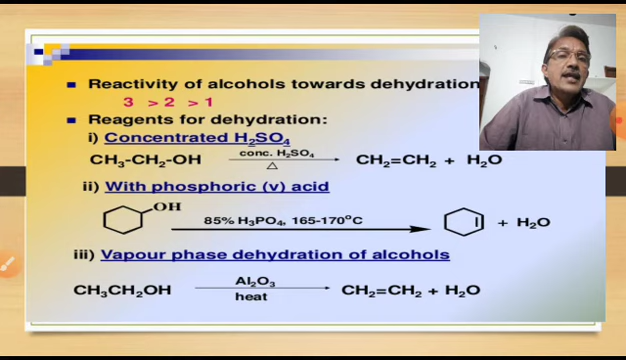 Reactivity of alcohols towards dehydration
3 > 2 > 1
Reagents for dehydration:
i) Concentrated H₂SO₄
CH₃-CH₂-OH conc. H₂SO₄ △ CH₂=CH₂ + H₂O
ii) With phosphoric (v) acid
OH 85% H₃PO₄, 165-170°C + H₂O
iii) Vapour phase dehydration of alcohols
CH₃CH₂OH Al₂O₃ heat CH₂=CH₂ + H₂O